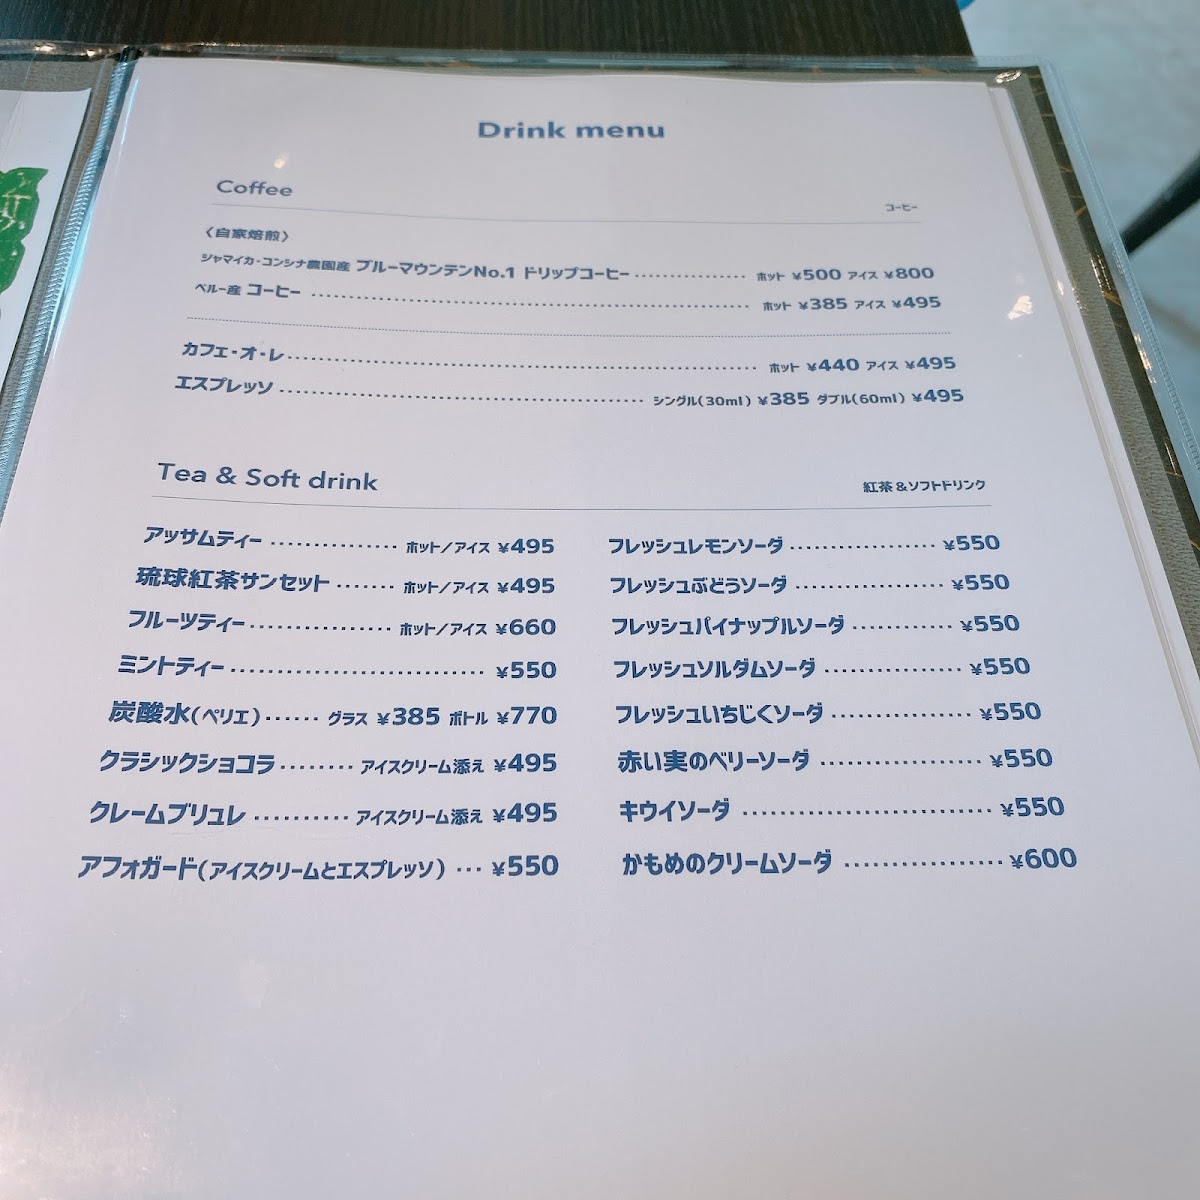 Drink menu
Coffee
コーヒー
〈自家焙煎〉
ジャマイカ・コンシナ農園産 ブルーマウンテンNo.1 ドリップコーヒー ホット ¥500 アイス ¥800
ペルー産 コーヒー ホット ¥385 アイス ¥495
カフェ・オ・レ ホット ¥440 アイス ¥495
エスプレッソ シングル(30ml) ¥385 ダブル(60ml) ¥495
Tea & Soft drink
紅茶&ソフトドリンク
アッサムティー ホット/アイス ¥495
琉球紅茶サンセット ホット/アイス ¥495
フルーツティー ホット/アイス ¥660
ミントティー ¥550
炭酸水(ペリエ) グラス ¥385 ボトル ¥770
クラシックショコラ アイスクリーム添え ¥495
クレームブリュレ アイスクリーム添え ¥495
アフォガード(アイスクリームとエスプレッソ) ¥550
フレッシュレモンソーダ ¥550
フレッシュぶどうソーダ ¥550
フレッシュパイナップルソーダ ¥550
フレッシュソルダムソーダ ¥550
フレッシュいちじくソーダ ¥550
赤い実のベリーソーダ ¥550
キウイソーダ ¥550
かもめのクリームソーダ ¥600